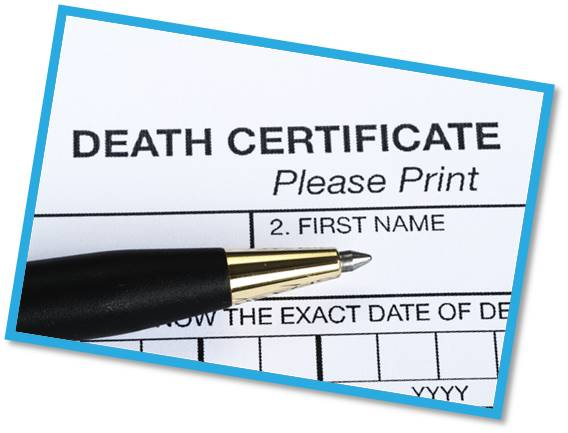 DEATH CERTIFICATE
Please Print
2. FIRST NAME
THE EXACT DATE OF
YYYY